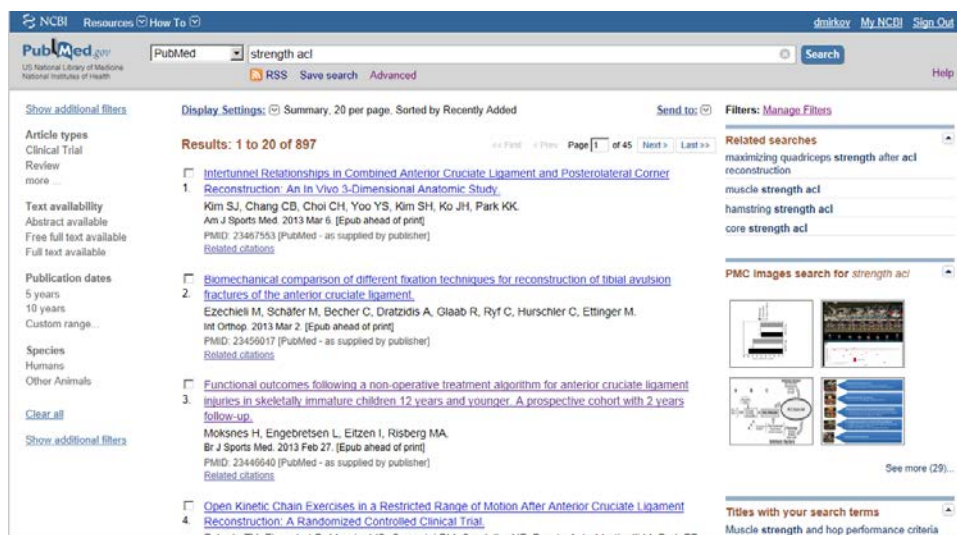 NCBI Resources How To dmirkov My NCBI Sign Out
PubMed.gov
US National Library of Medicine
National Institutes of Health
PubMed strength acl Search
RSS Save search Advanced
Help
Show additional filters
Article types
Clinical Trial
Review
more ...
Text availability
Abstract available
Free full text available
Full text available
Publication dates
5 years
10 years
Custom range...
Species
Humans
Other Animals
Clear all
Show additional filters
Display Settings: Summary, 20 per page, Sorted by Recently Added Send to:
Results: 1 to 20 of 897
<< First < Prev Page 1 of 45 Next > Last >>
Intertunnel Relationships in Combined Anterior Cruciate Ligament and Posterolateral Corner
1. Reconstruction: An In Vivo 3-Dimensional Anatomic Study.
Kim SJ, Chang CB, Choi CH, Yoo YS, Kim SH, Ko JH, Park KK.
Am J Sports Med. 2013 Mar 6. [Epub ahead of print]
PMID: 23467553 [PubMed - as supplied by publisher]
Related citations
Biomechanical comparison of different fixation techniques for reconstruction of tibial avulsion
2. fractures of the anterior cruciate ligament.
Ezechieli M, Schäfer M, Becher C, Dratzidis A, Glaab R, Ryf C, Hurschler C, Ettinger M.
Int Orthop. 2013 Mar 2. [Epub ahead of print]
PMID: 23456017 [PubMed - as supplied by publisher]
Related citations
Functional outcomes following a non-operative treatment algorithm for anterior cruciate ligament
3. injuries in skeletally immature children 12 years and younger. A prospective cohort with 2 years
follow-up.
Moksnes H, Engebretsen L, Eitzen I, Risberg MA.
Br J Sports Med. 2013 Feb 27. [Epub ahead of print]
PMID: 23446640 [PubMed - as supplied by publisher]
Related citations
Open Kinetic Chain Exercises in a Restricted Range of Motion After Anterior Cruciate Ligament
4. Reconstruction: A Randomized Controlled Clinical Trial.
Filters: Manage Filters
Related searches
maximizing quadriceps strength after acl
reconstruction
muscle strength acl
hamstring strength acl
core strength acl
PMC Images search for strength acl
See more (29)...
Titles with your search terms
Muscle strength and hop performance criteria